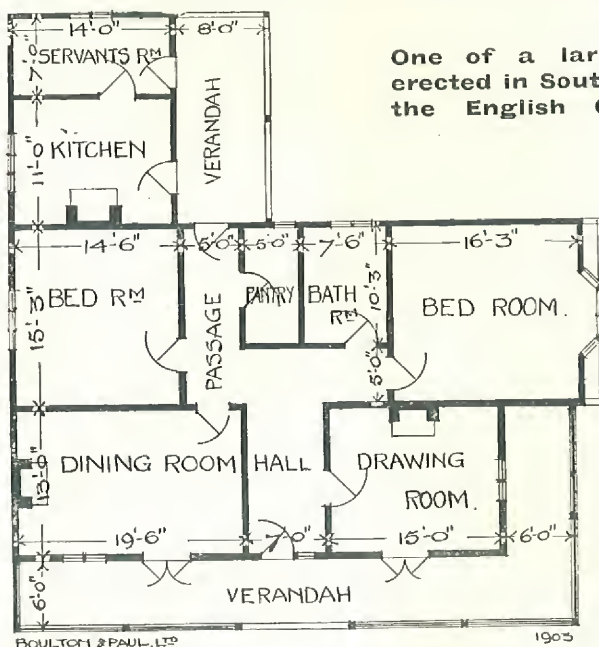 14'-0"
8'-0"
SERVANTS RM
7'-0"
VERANDAH
One of a lar
erected in Sout
the English C
KITCHEN
11'-0"
14'-6"
5'-0"
5'-0"
7'-6"
16'-3"
BED RM
15'-3"
PASSAGE
PANTRY
BATH
RM
10'-3"
BED ROOM.
5'-0"
DINING ROOM
HALL
DRAWING
ROOM.
13'-0"
19'-6"
15'-0"
6'-0"
6'-0"
VERANDAH
BOULTON & PAUL. LTD
1903